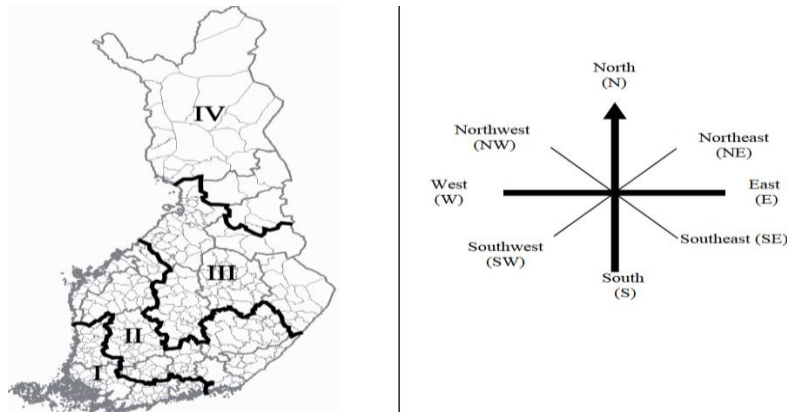 IV
III
II
I
North
(N)
Northwest
(NW)
Northeast
(NE)
West
(W)
East
(E)
Southwest
(SW)
Southeast (SE)
South
(S)